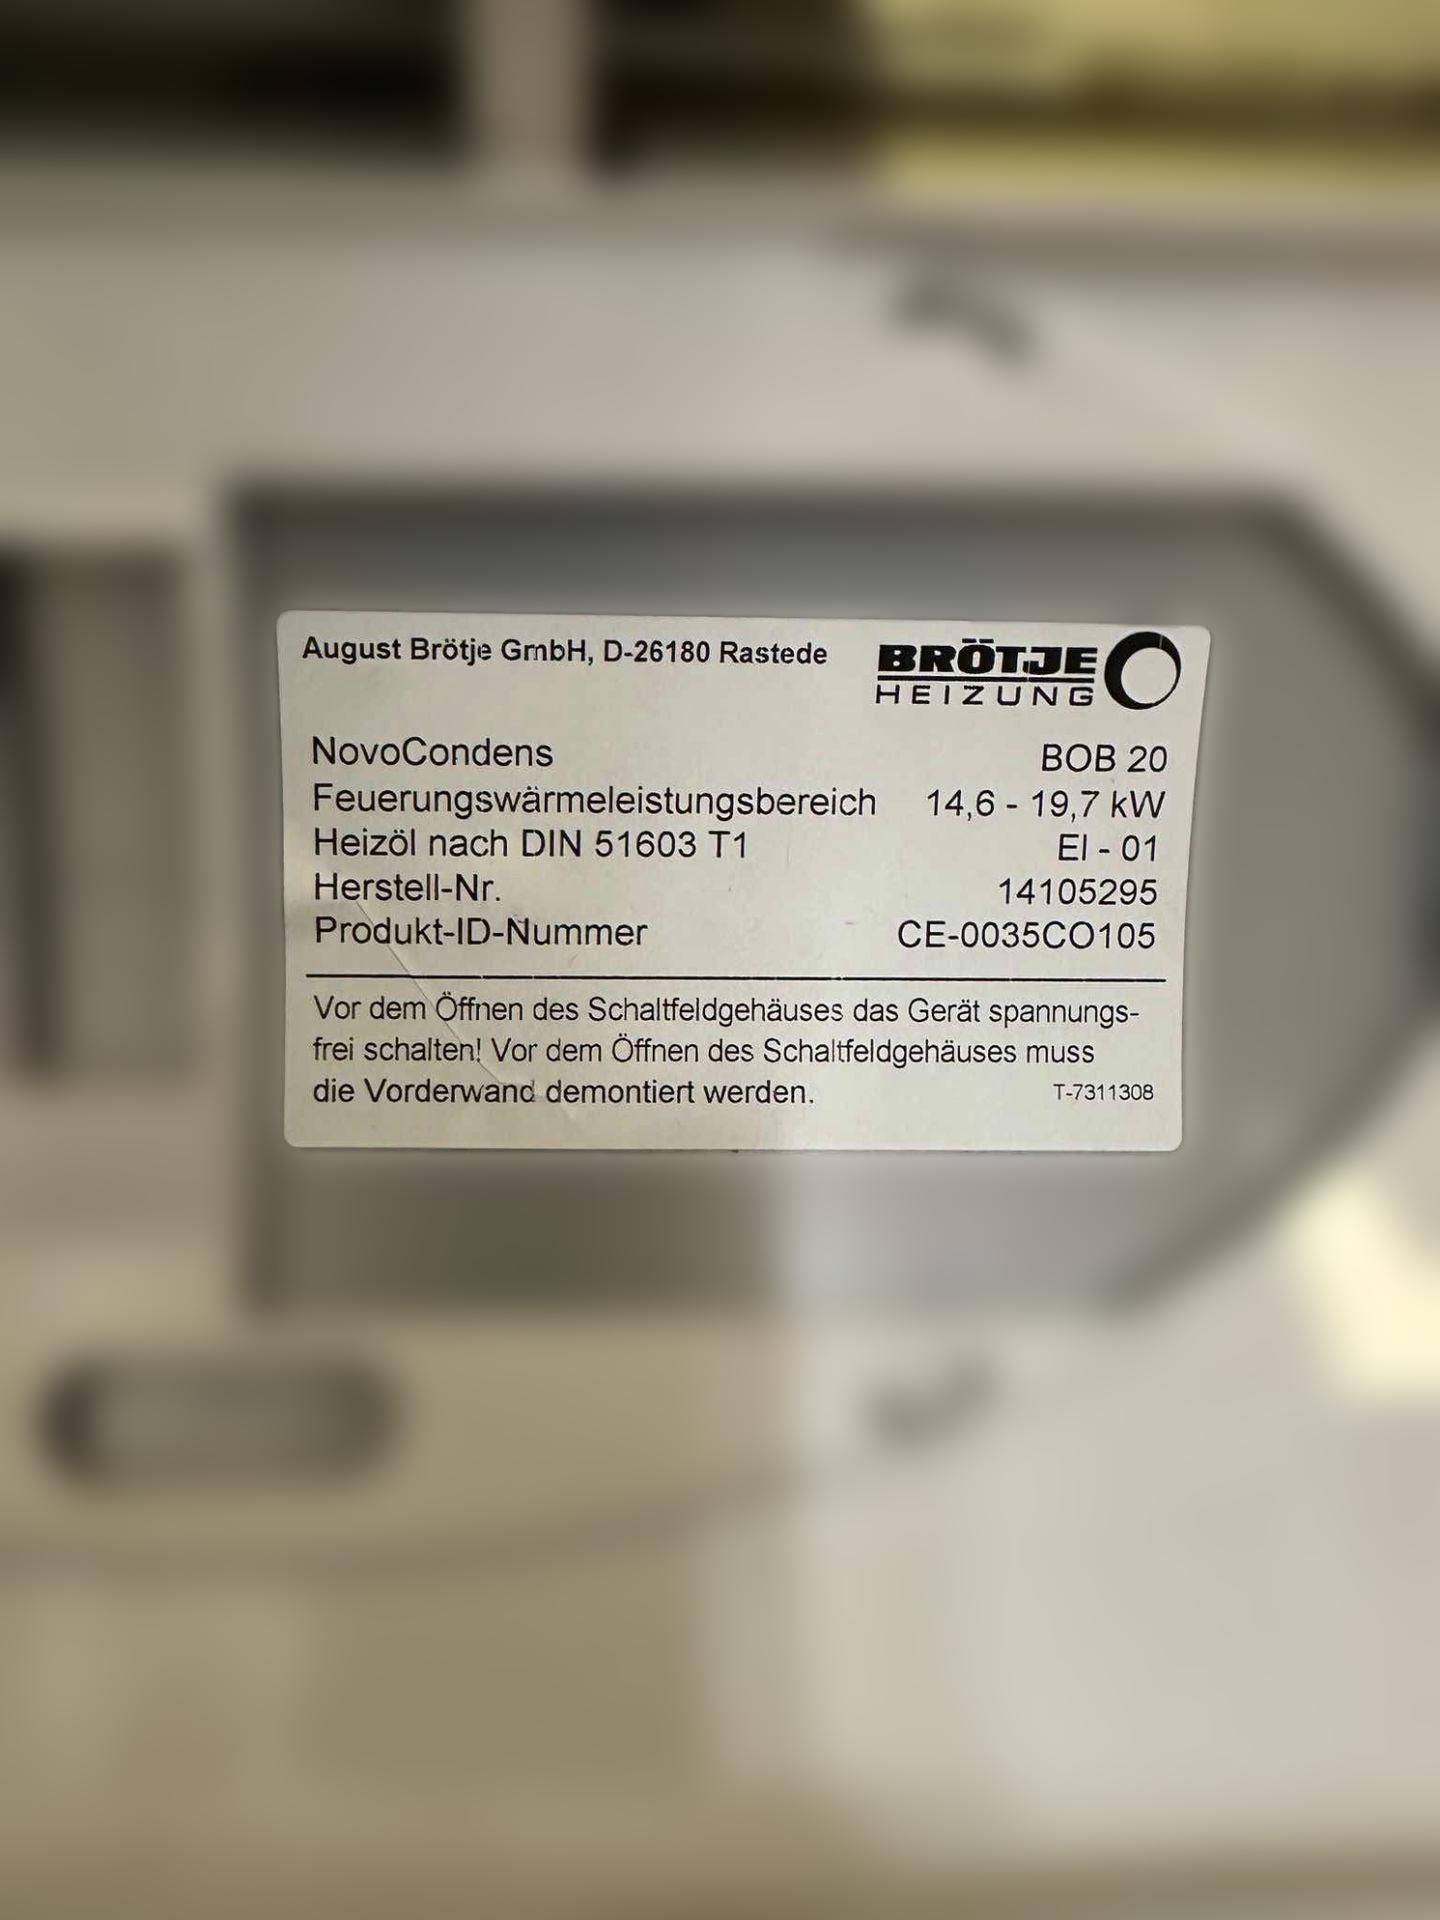 August Brötje GmbH, D-26180 Rastede
BRÖTJE
HEIZUNG
NovoCondens BOB 20
Feuerungswärmeleistungsbereich 14,6 - 19,7 kW
Heizöl nach DIN 51603 T1 El - 01
Herstell-Nr. 14105295
Produkt-ID-Nummer CE-0035CO105
Vor dem Öffnen des Schaltfeldgehäuses das Gerät spannungs-
frei schalten! Vor dem Öffnen des Schaltfeldgehäuses muss
die Vorderwand demontiert werden. T-7311308